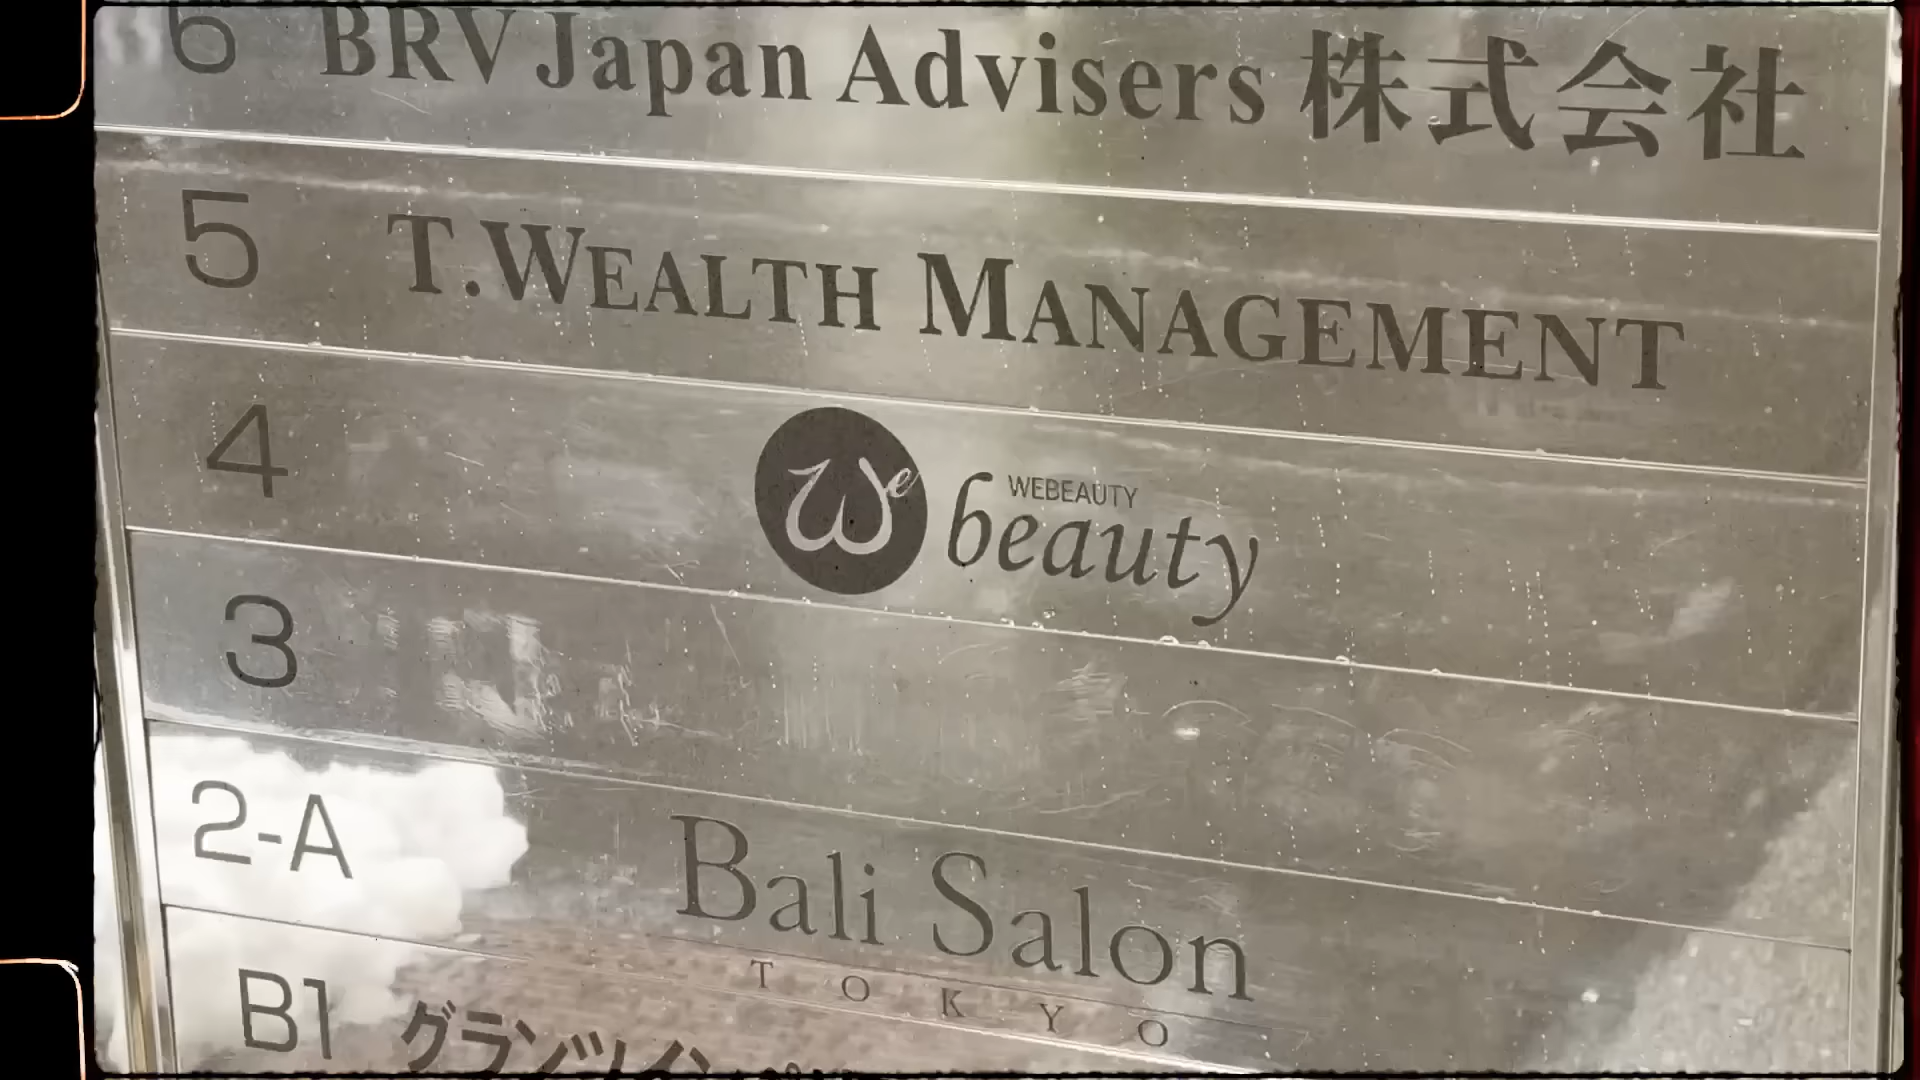 6 BRV Japan Advisers 株式会社
5 T.WEALTH MANAGEMENT
4 We WEBEAUTY
beauty
3
2-A Bali Salon
TOKYO
B1